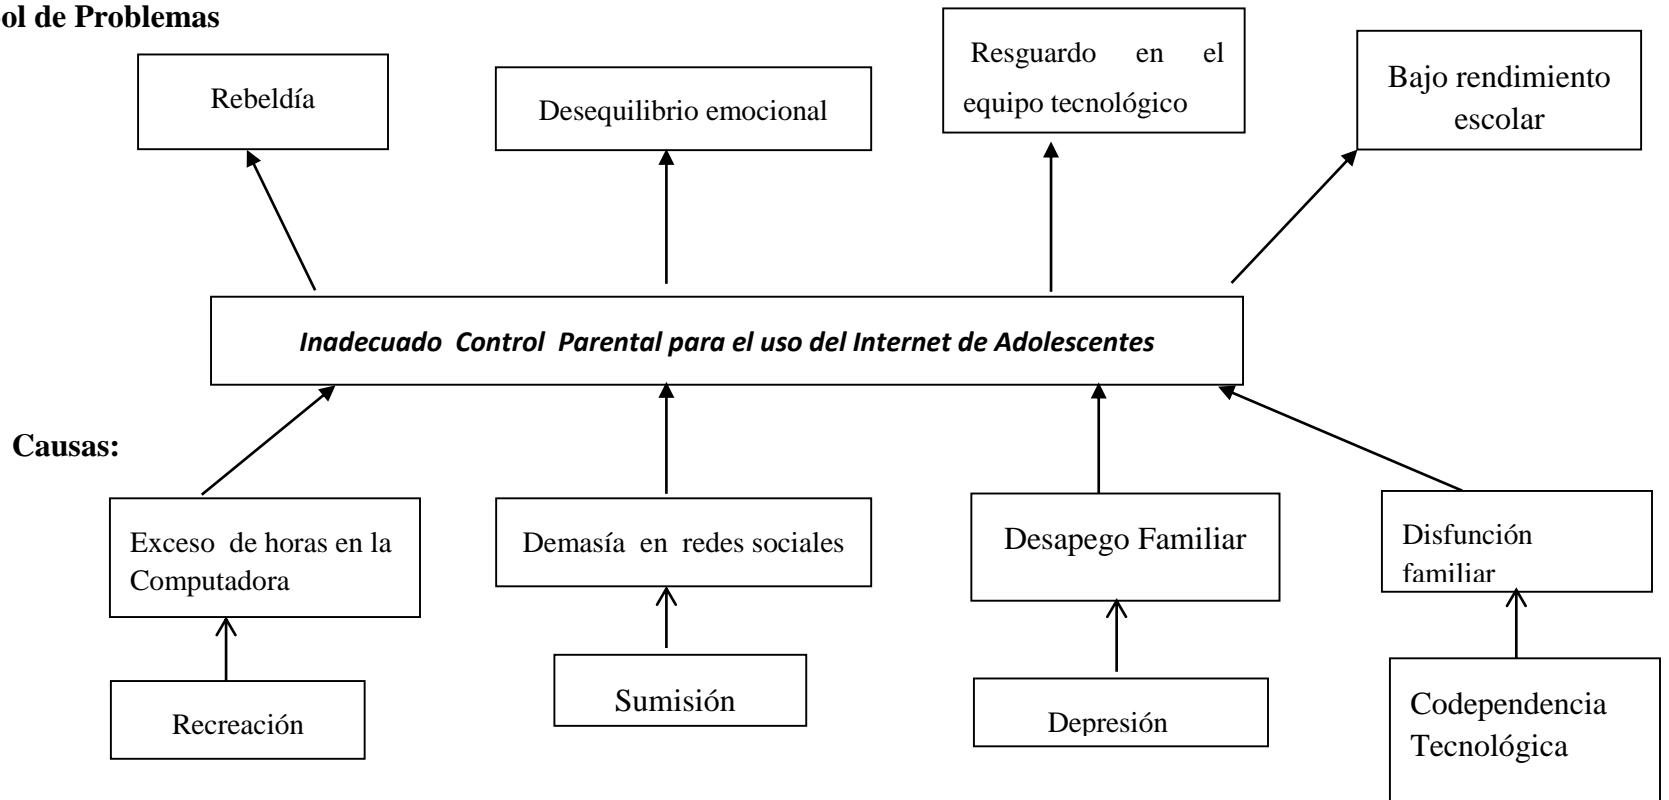 ol de Problemas
Rebeldía
Desequilibrio emocional
Resguardo en el
equipo tecnológico
Bajo rendimiento
escolar
Inadecuado Control Parental para el uso del Internet de Adolescentes
Causas:
Exceso de horas en la
Computadora
Demasía en redes sociales
Desapego Familiar
Disfunción
familiar
Recreación
Sumisión
Depresión
Codependencia
Tecnológica